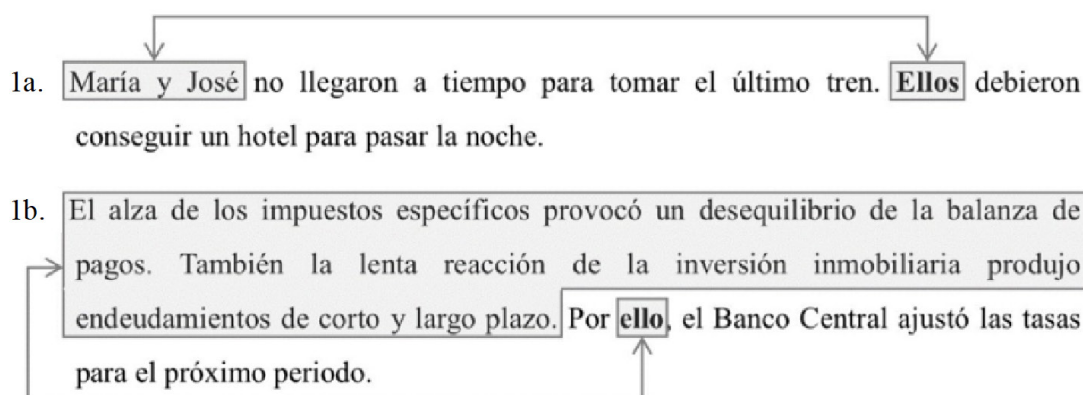 1a. María y José no llegaron a tiempo para tomar el último tren. Ellos debieron
conseguir un hotel para pasar la noche.
1b. El alza de los impuestos específicos provocó un desequilibrio de la balanza de
pagos. También la lenta reacción de la inversión inmobiliaria produjo
endeudamientos de corto y largo plazo. Por ello, el Banco Central ajustó las tasas
para el próximo periodo.